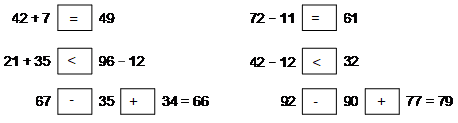 42 + 7 = 49 72 – 11 = 61
21 + 35 < 96 – 12 42 – 12 < 32
67 - 35 + 34 = 66 92 - 90 + 77 = 79